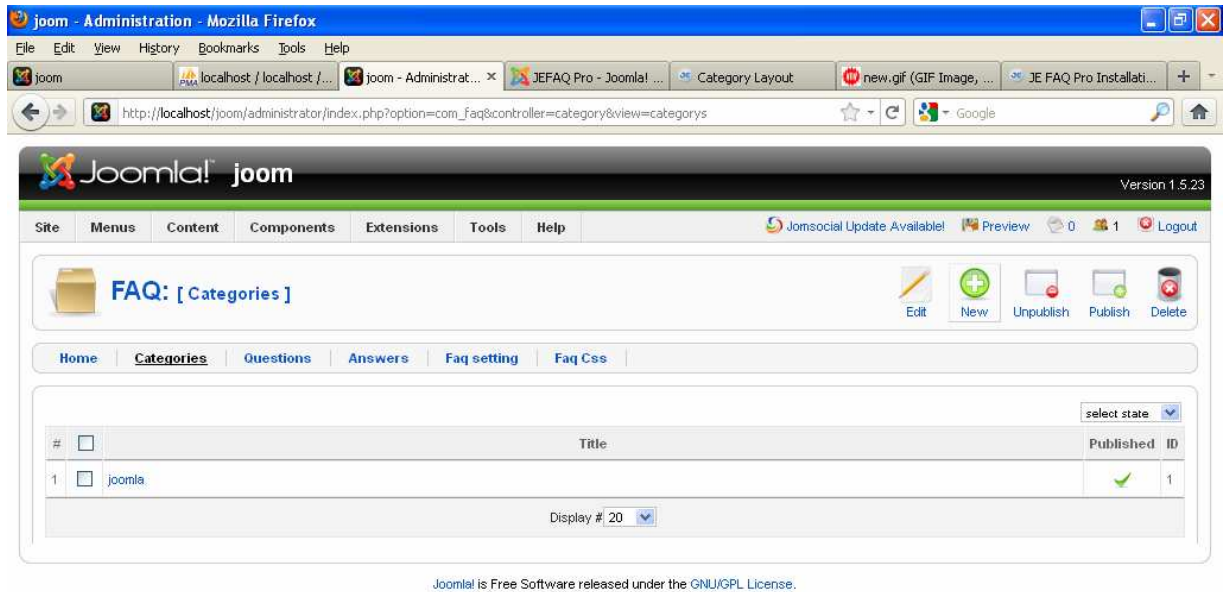 joom - Administration - Mozilla Firefox
File Edit View History Bookmarks Tools Help
joom PMA localhost / localhost /... joom - Administrat... × JEFAQ Pro - Joomla! ... JE Category Layout new.gif (GIF Image, ... JE JE FAQ Pro Installati... +
http://localhost/joom/administrator/index.php?option=com_faq&controller=category&view=categorys Google
Joomla! joom
Version 1.5.23
Site Menus Content Components Extensions Tools Help Jomsocial Update Available! Preview 0 1 Logout
FAQ: [ Categories ]
Edit New Unpublish Publish Delete
Home Categories Questions Answers Faq setting Faq Css
select state
# Title Published ID
1 joomla 1
Display # 20
Joomla! is Free Software released under the GNU/GPL License.